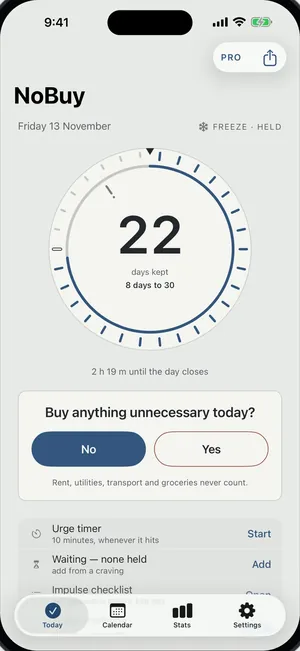 9:41
PRO
NoBuy
Friday 13 November
FREEZE · HELD
22
days kept
8 days to 30
2 h 19 m until the day closes
Buy anything unnecessary today?
No
Yes
Rent, utilities, transport and groceries never count.
Urge timer
10 minutes, whenever it hits
Start
Waiting — none held
add from a craving
Add
Impulse checklist
Open
Today
Calendar
Stats
Settings